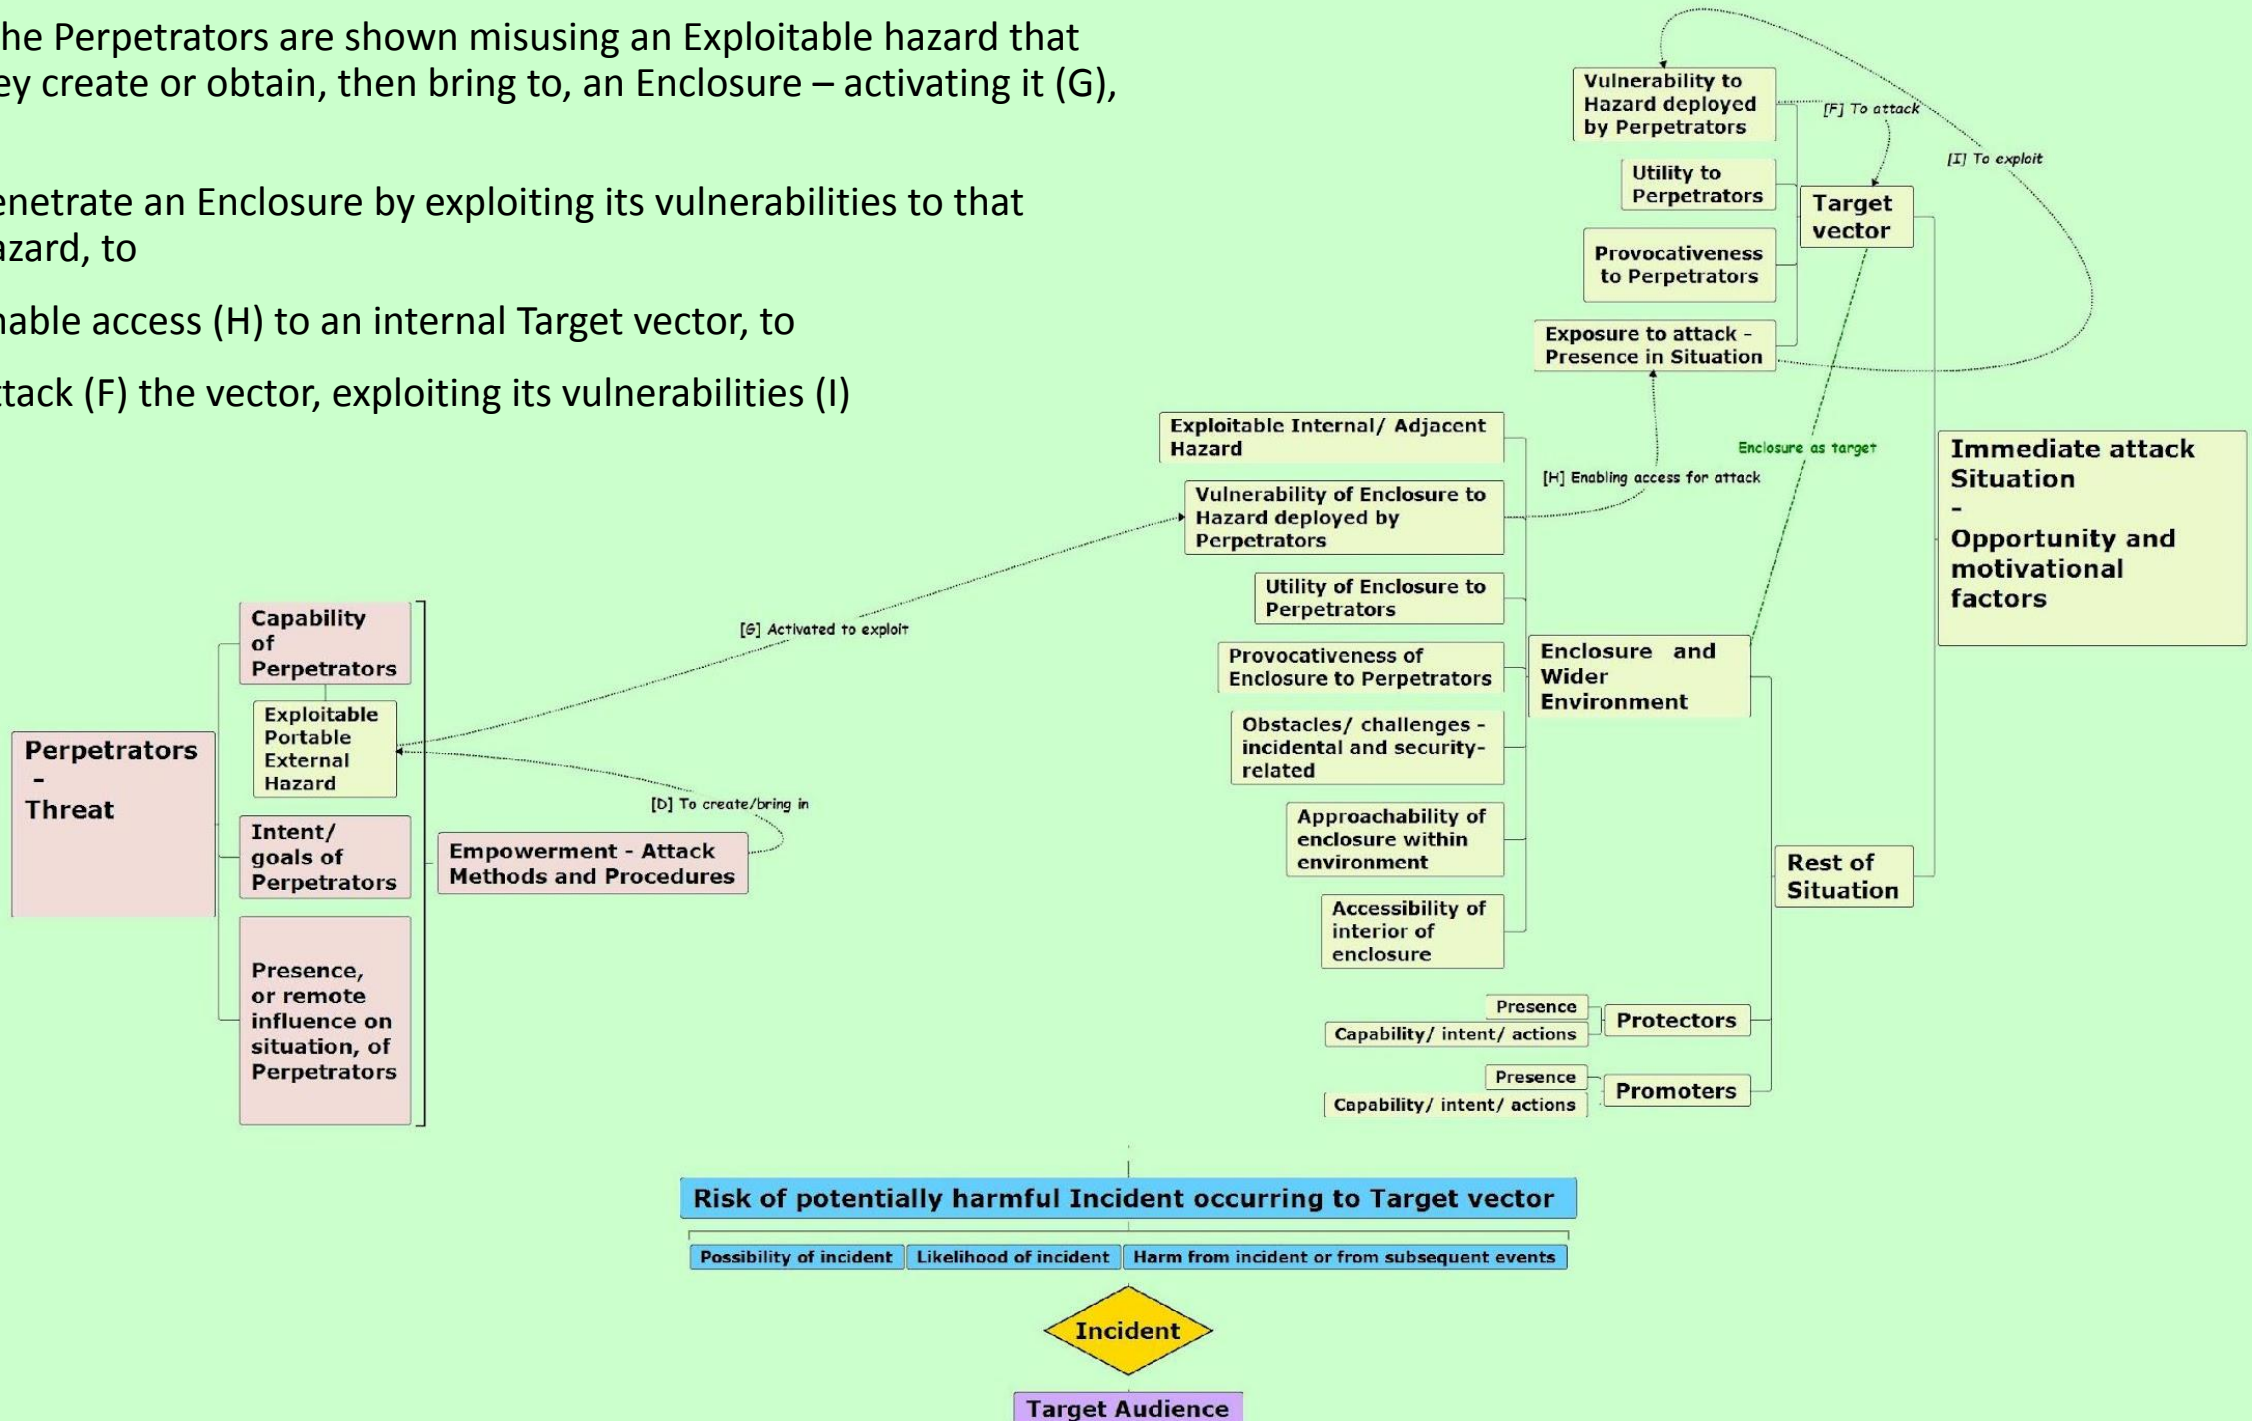 he Perpetrators are shown misusing an Exploitable hazard that
ey create or obtain, then bring to, an Enclosure – activating it (G),
enetrate an Enclosure by exploiting its vulnerabilities to that
azard, to
nable access (H) to an internal Target vector, to
ttack (F) the vector, exploiting its vulnerabilities (I)
Vulnerability to
Hazard deployed
by Perpetrators
[F] To attack
[I] To exploit
Utility to
Perpetrators
Target
vector
Provocativeness
to Perpetrators
Exposure to attack -
Presence in Situation
Enclosure as target
[H] Enabling access for attack
Immediate attack
Situation
-
Opportunity and
motivational
factors
Exploitable Internal/ Adjacent
Hazard
Vulnerability of Enclosure to
Hazard deployed by
Perpetrators
Utility of Enclosure to
Perpetrators
Provocativeness of
Enclosure to Perpetrators
Enclosure and
Wider
Environment
Obstacles/ challenges -
incidental and security-
related
Approachability of
enclosure within
environment
Accessibility of
interior of
enclosure
Rest of
Situation
Presence
Capability/ intent/ actions
Protectors
Presence
Capability/ intent/ actions
Promoters
[G] Activated to exploit
Capability
of
Perpetrators
Exploitable
Portable
External
Hazard
Perpetrators
-
Threat
[D] To create/bring in
Intent/
goals of
Perpetrators
Empowerment - Attack
Methods and Procedures
Presence,
or remote
influence on
situation, of
Perpetrators
Risk of potentially harmful Incident occurring to Target vector
Possibility of incident
Likelihood of incident
Harm from incident or from subsequent events
Incident
Target Audience